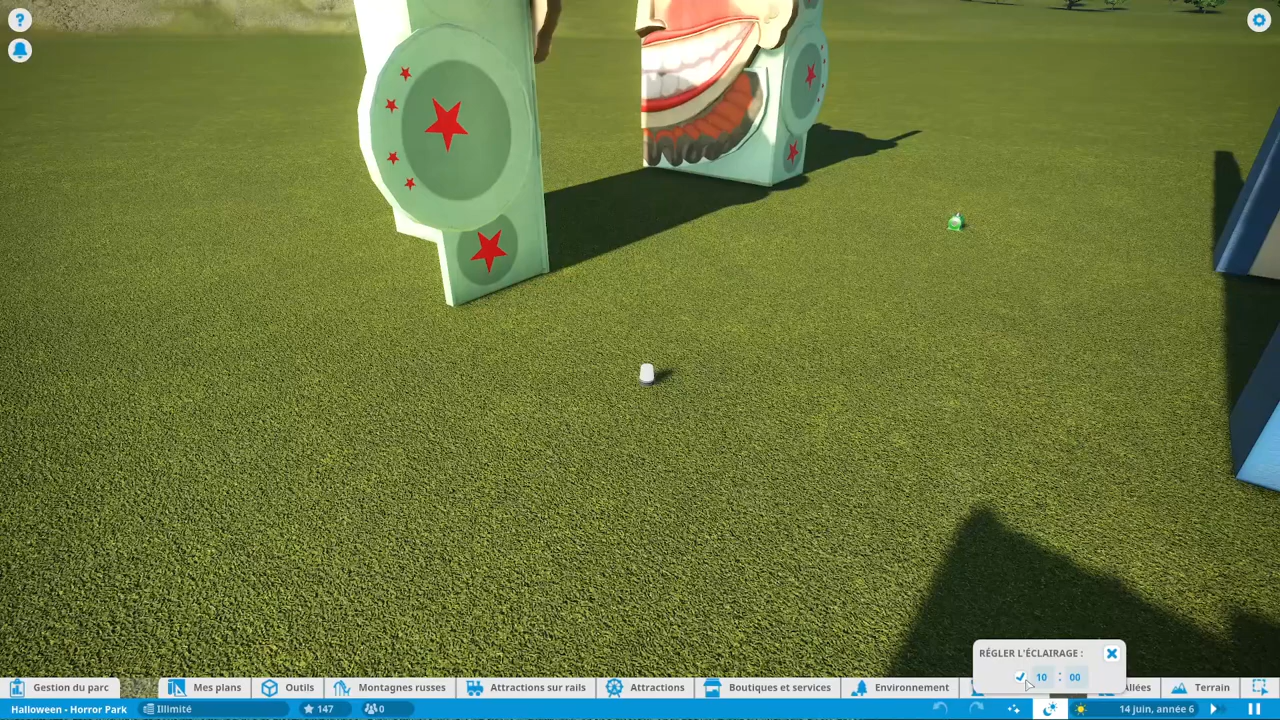 ?
RÉGLER L'ÉCLAIRAGE :
10 : 00
Gestion du parc
Mes plans
Outils
Montagnes russes
Attractions sur rails
Attractions
Boutiques et services
Environnement
Allées
Terrain
Halloween - Horror Park
Illimité
147
0
14 juin, année 6